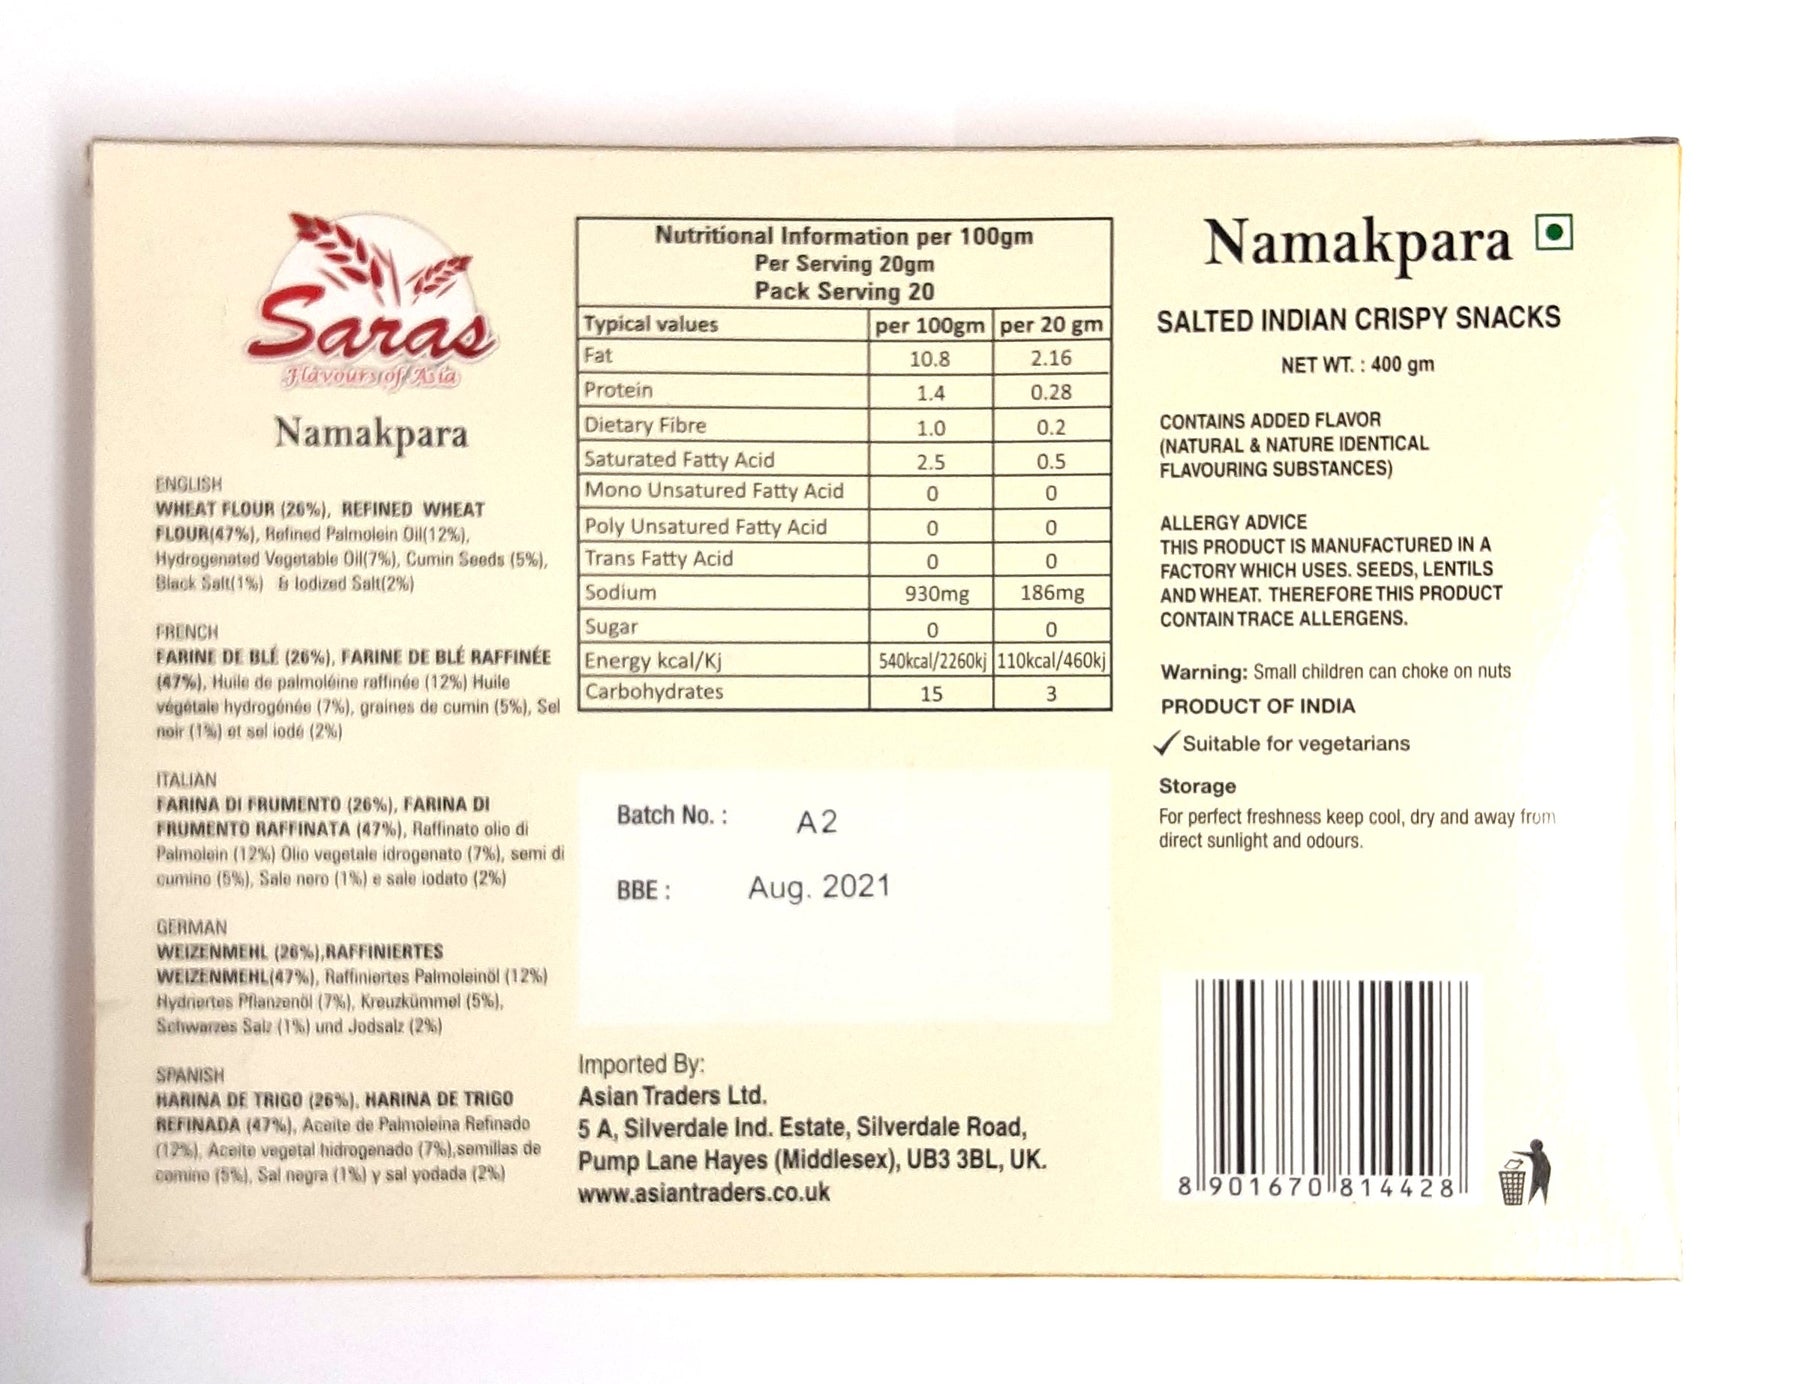 Saras
Flavours of Asia
Namakpara
ENGLISH
WHEAT FLOUR (26%), REFINED WHEAT
FLOUR(47%), Refined Palmolein Oil(12%),
Hydrogenated Vegetable Oil(7%), Cumin Seeds (5%),
Black Salt(1%) & Iodized Salt(2%)
FRENCH
FARINE DE BLÉ (26%), FARINE DE BLÉ RAFFINÉE
(47%), Huile de palmoléine raffinée (12%) Huile
végétale hydrogénée (7%), graines de cumin (5%), Sel
noir (1%) et sel iodé (2%)
ITALIAN
FARINA DI FRUMENTO (26%), FARINA DI
FRUMENTO RAFFINATA (47%), Raffinato olio di
Palmolein (12%) Olio vegetale idrogenato (7%), semi di
cumino (5%), Sale nero (1%) e sale iodato (2%)
GERMAN
WEIZENMEHL (26%),RAFFINIERTES
WEIZENMEHL(47%), Raffiniertes Palmoleinöl (12%)
Hydriertes Pflanzenöl (7%), Kreuzkümmel (5%),
Schwarzes Salz (1%) und Jodsalz (2%)
SPANISH
HARINA DE TRIGO (26%), HARINA DE TRIGO
REFINADA (47%), Aceite de Palmoleina Refinado
(12%), Aceite vegetal hidrogenado (7%),semillas de
comino (5%), Sal negra (1%) y sal yodada (2%)
Nutritional Information per 100gm
Per Serving 20gm
Pack Serving 20
Typical values per 100gm per 20 gm
Fat 10.8 2.16
Protein 1.4 0.28
Dietary Fibre 1.0 0.2
Saturated Fatty Acid 2.5 0.5
Mono Unsatured Fatty Acid 0 0
Poly Unsatured Fatty Acid 0 0
Trans Fatty Acid 0 0
Sodium 930mg 186mg
Sugar 0 0
Energy kcal/Kj 540kcal/2260kj 110kcal/460kj
Carbohydrates 15 3
Batch No. : A2
BBE : Aug. 2021
Imported By:
Asian Traders Ltd.
5 A, Silverdale Ind. Estate, Silverdale Road,
Pump Lane Hayes (Middlesex), UB3 3BL, UK.
www.asiantraders.co.uk
Namakpara
SALTED INDIAN CRISPY SNACKS
NET WT. : 400 gm
CONTAINS ADDED FLAVOR
(NATURAL & NATURE IDENTICAL
FLAVOURING SUBSTANCES)
ALLERGY ADVICE
THIS PRODUCT IS MANUFACTURED IN A
FACTORY WHICH USES. SEEDS, LENTILS
AND WHEAT. THEREFORE THIS PRODUCT
CONTAIN TRACE ALLERGENS.
Warning: Small children can choke on nuts
PRODUCT OF INDIA
✓Suitable for vegetarians
Storage
For perfect freshness keep cool, dry and away from
direct sunlight and odours.
8 901670 814428